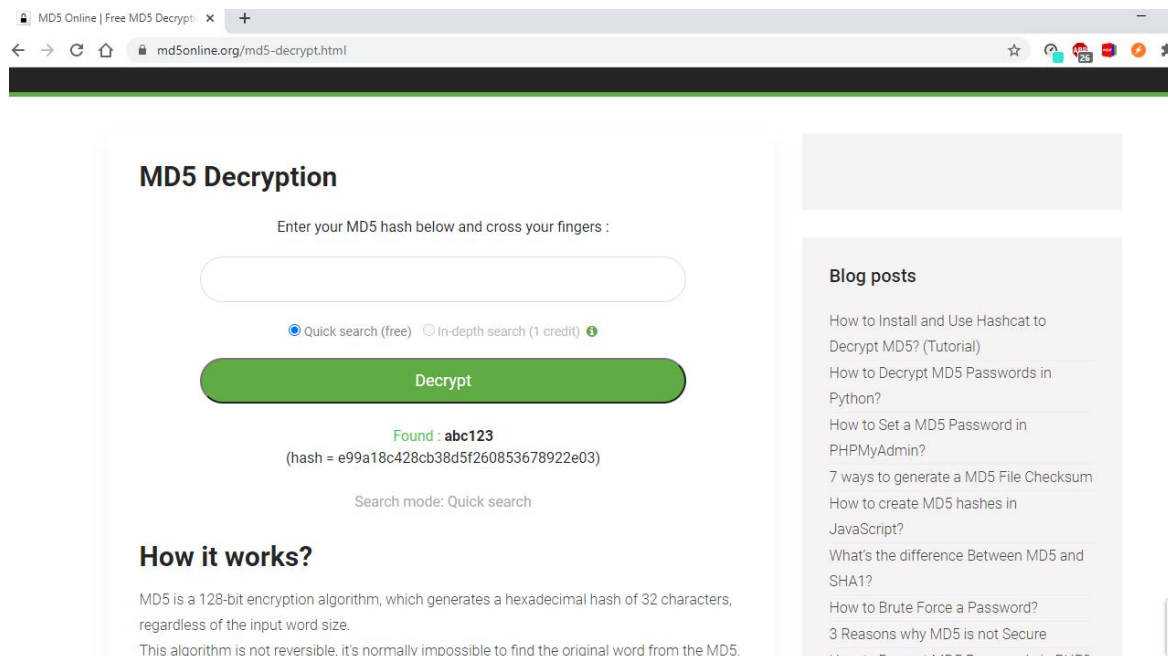 MD5 Online | Free MD5 Decrypti
md5online.org/md5-decrypt.html
26
MD5 Decryption
Enter your MD5 hash below and cross your fingers :
Quick search (free) In-depth search (1 credit)
Decrypt
Found : abc123
(hash = e99a18c428cb38d5f260853678922e03)
Search mode: Quick search
How it works?
MD5 is a 128-bit encryption algorithm, which generates a hexadecimal hash of 32 characters,
regardless of the input word size.
This algorithm is not reversible, it's normally impossible to find the original word from the MD5.
Blog posts
How to Install and Use Hashcat to
Decrypt MD5? (Tutorial)
How to Decrypt MD5 Passwords in
Python?
How to Set a MD5 Password in
PHPMyAdmin?
7 ways to generate a MD5 File Checksum
How to create MD5 hashes in
JavaScript?
What's the difference Between MD5 and
SHA1?
How to Brute Force a Password?
3 Reasons why MD5 is not Secure